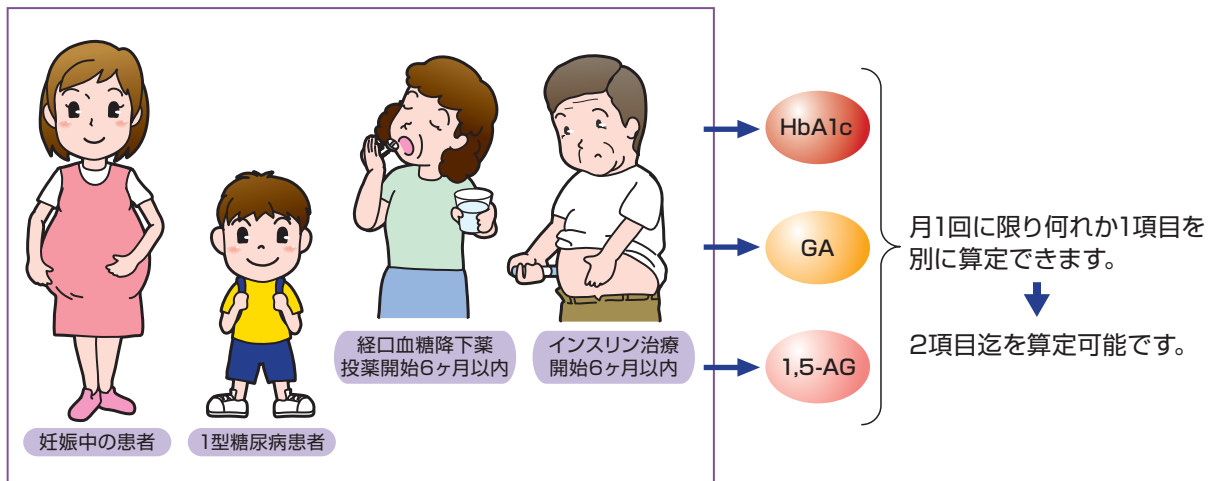 妊娠中の患者
1型糖尿病患者
経口血糖降下薬
投薬開始6ヶ月以内
インスリン治療
開始6ヶ月以内
HbA1c
GA
1,5-AG
月1回に限り何れか1項目を
別に算定できます。
2項目迄を算定可能です。